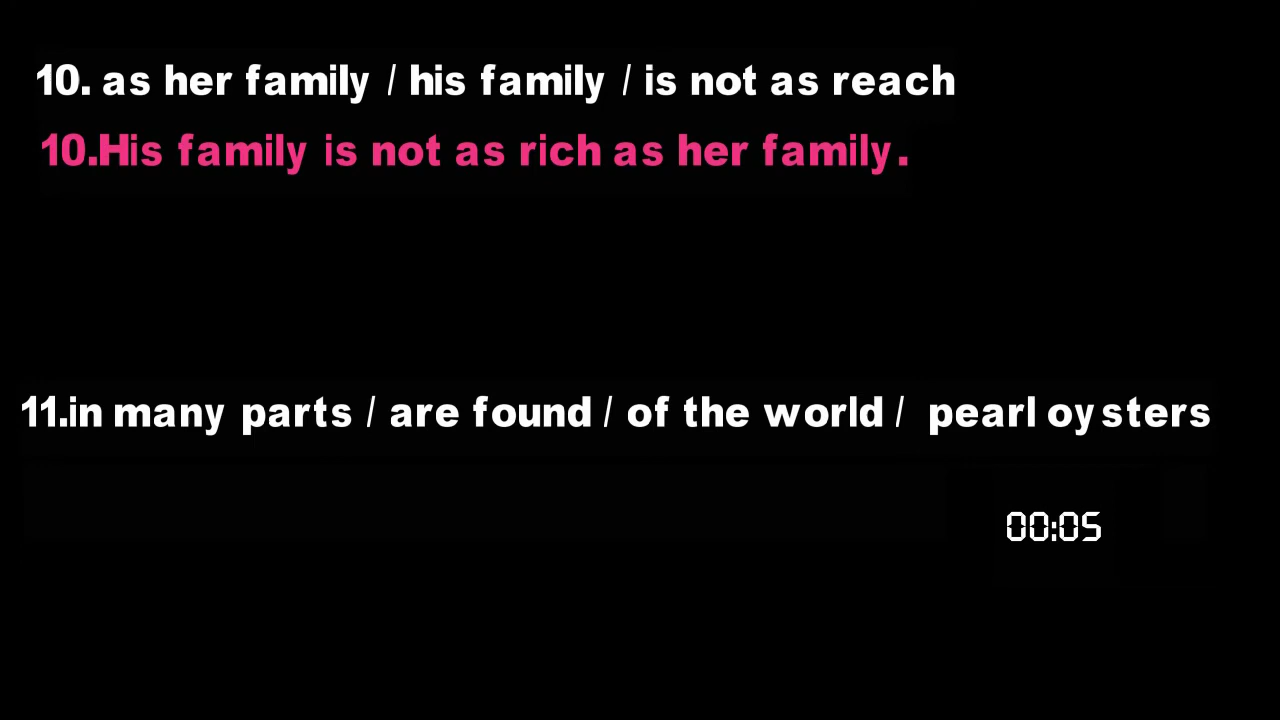 10. as her family / his family / is not as reach
10.His family is not as rich as her family.
11.in many parts / are found / of the world / pearl oysters
00:05